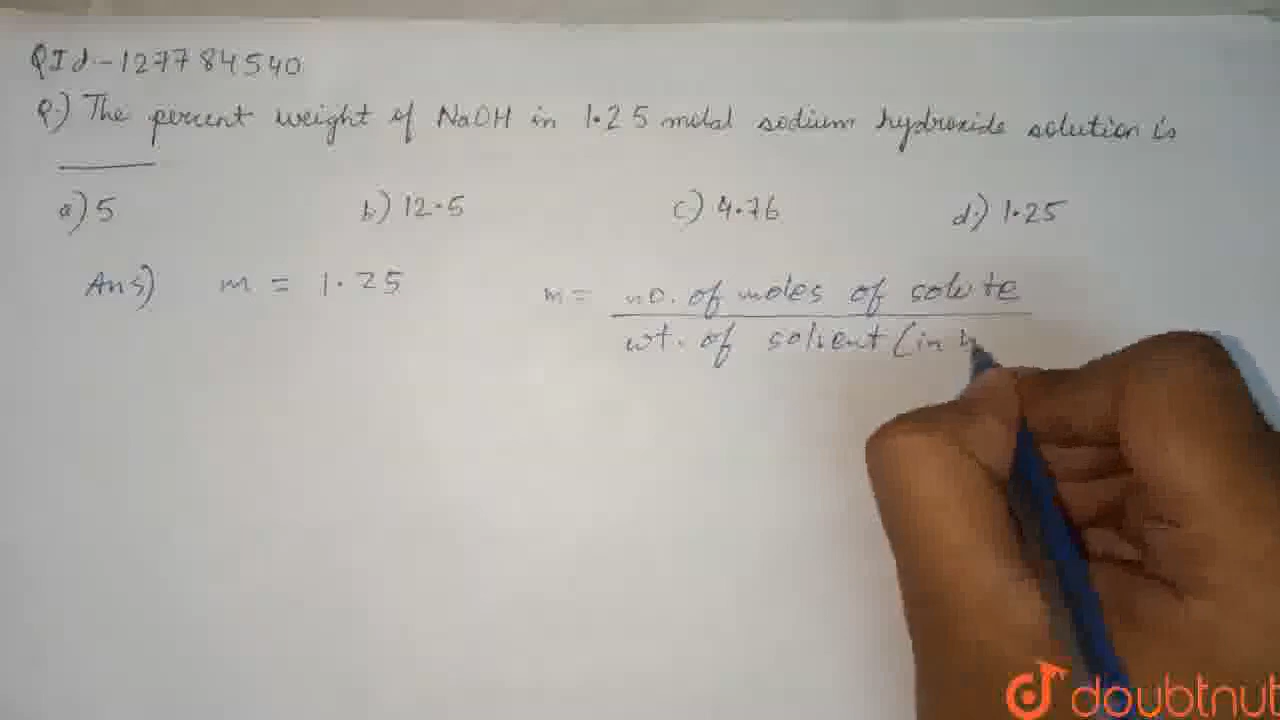 QId-127784540
Q.) The percent weight of NaOH in 1.25 molal sodium hydroxide solution is
a) 5 b.) 12.5 c.) 4.76 d.) 1.25
Ans) m = 1.25 m = no. of moles of solute
wt. of solvent (in
doubtnut